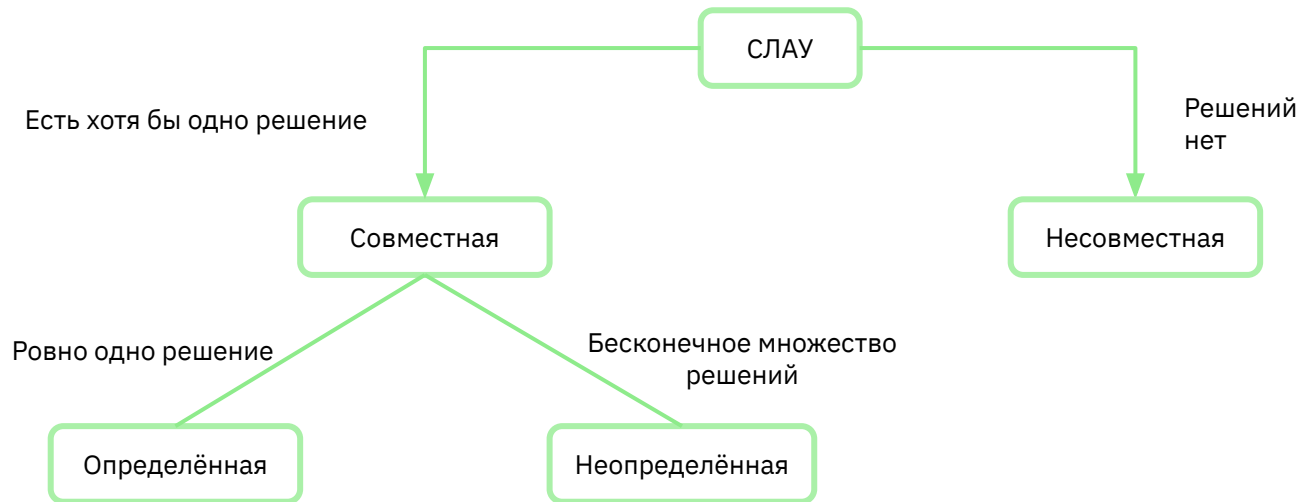 СЛАУ
Есть хотя бы одно решение
Решений
нет
Совместная
Несовместная
Ровно одно решение
Бесконечное множество
решений
Определённая
Неопределённая